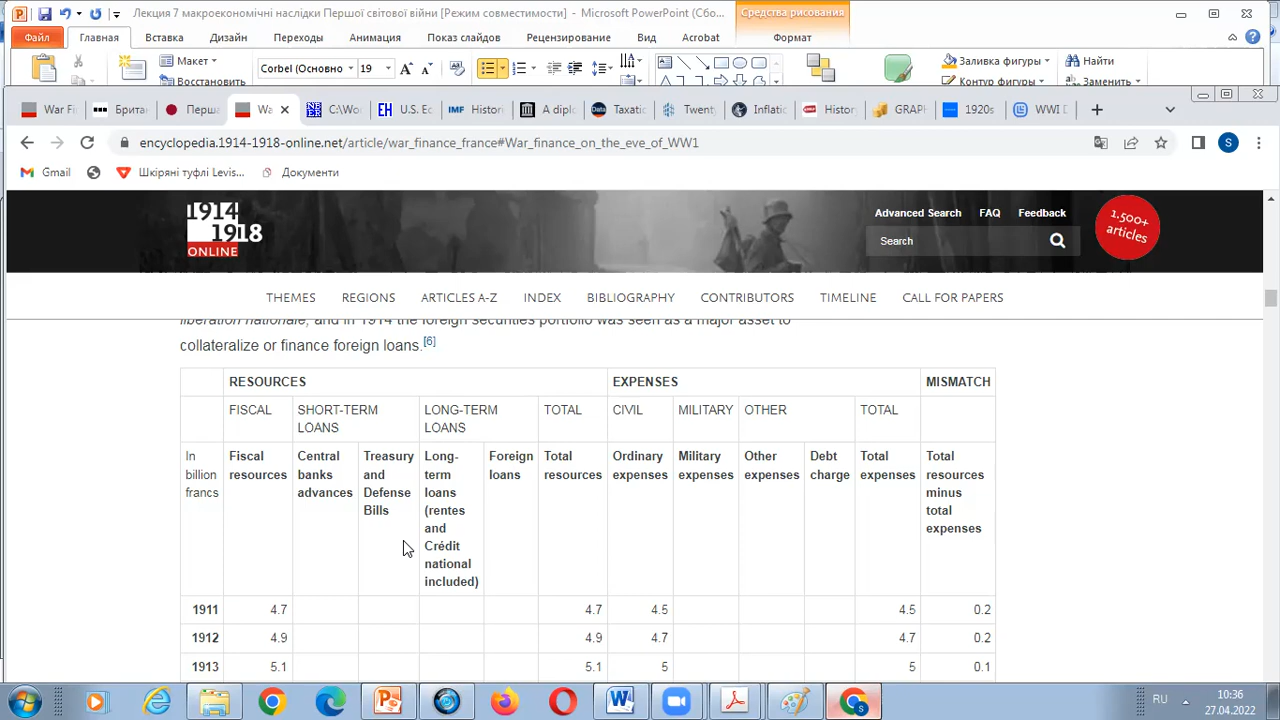 Лекция 7 макроекономічні наслідки Першої світової війни [Режим совместимости] - Microsoft PowerPoint (Сбо...
Средства рисования
Файл Главная Вставка Дизайн Переходы Анимация Показ слайдов Рецензирование Вид Acrobat Формат
Макет Corbel (Осно 19 Заливка фигуры Найти
Восстановить Контур фигуры Заменить
War Fi Брита Перша Wa C:\Wo U.S. Ec Histori A dipl Taxatio Twenty Inflati History GRAPH 1920s WWI D
encyclopedia.1914-1918-online.net/article/war_finance_france#War_finance_on_the_eve_of_WW1
S
Gmail Шкіряні туфлі Levis... Документи
1914
1918
ONLINE
Advanced Search FAQ Feedback
Search
1.500+
articles
THEMES REGIONS ARTICLES A-Z INDEX BIBLIOGRAPHY CONTRIBUTORS TIMELINE CALL FOR PAPERS
liberation nationale, and in 1914 the foreign securities portfolio was seen as a major asset to
collateralize or finance foreign loans.[6]
RESOURCES EXPENSES MISMATCH
FISCAL SHORT-TERM LOANS LONG-TERM LOANS TOTAL CIVIL MILITARY OTHER TOTAL
In billion francs Fiscal resources Central banks advances Treasury and Defense Bills Long-term loans (rentes and Crédit national included) Foreign loans Total resources Ordinary expenses Military expenses Other expenses Debt charge Total expenses Total resources minus total expenses
1911 4.7 4.7 4.5 4.5 0.2
1912 4.9 4.9 4.7 4.7 0.2
1913 5.1 5.1 5 5 0.1
RU
10:36
27.04.2022